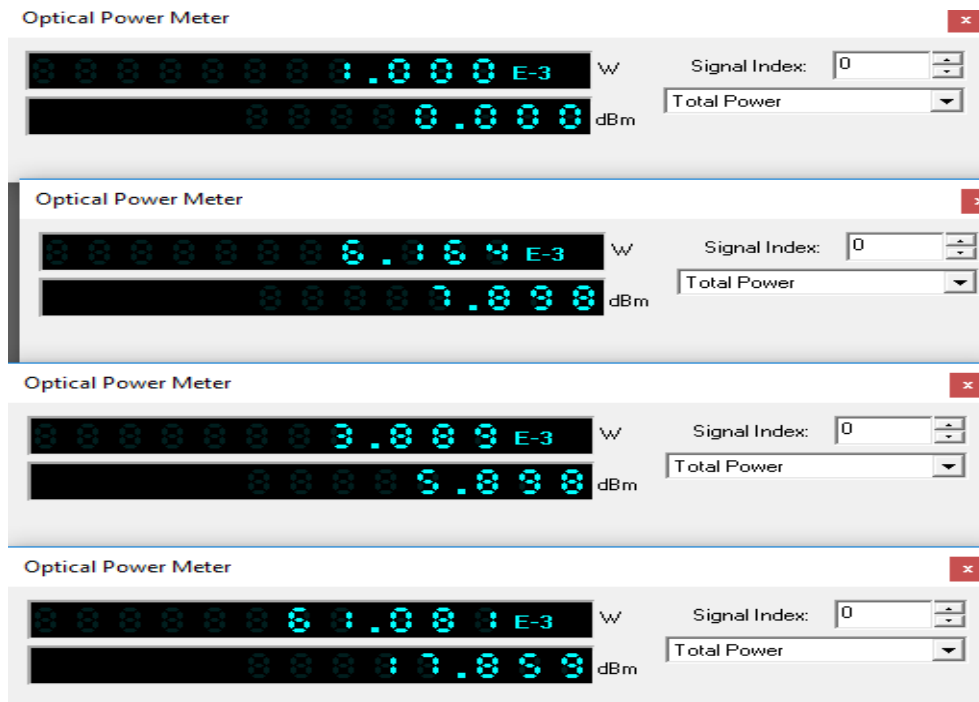 Optical Power Meter x
1.000 E-3 W Signal Index: 0
0.000 dBm Total Power
Optical Power Meter x
6.164 E-3 W Signal Index: 0
7.898 dBm Total Power
Optical Power Meter x
3.889 E-3 W Signal Index: 0
5.898 dBm Total Power
Optical Power Meter x
61.081 E-3 W Signal Index: 0
17.859 dBm Total Power